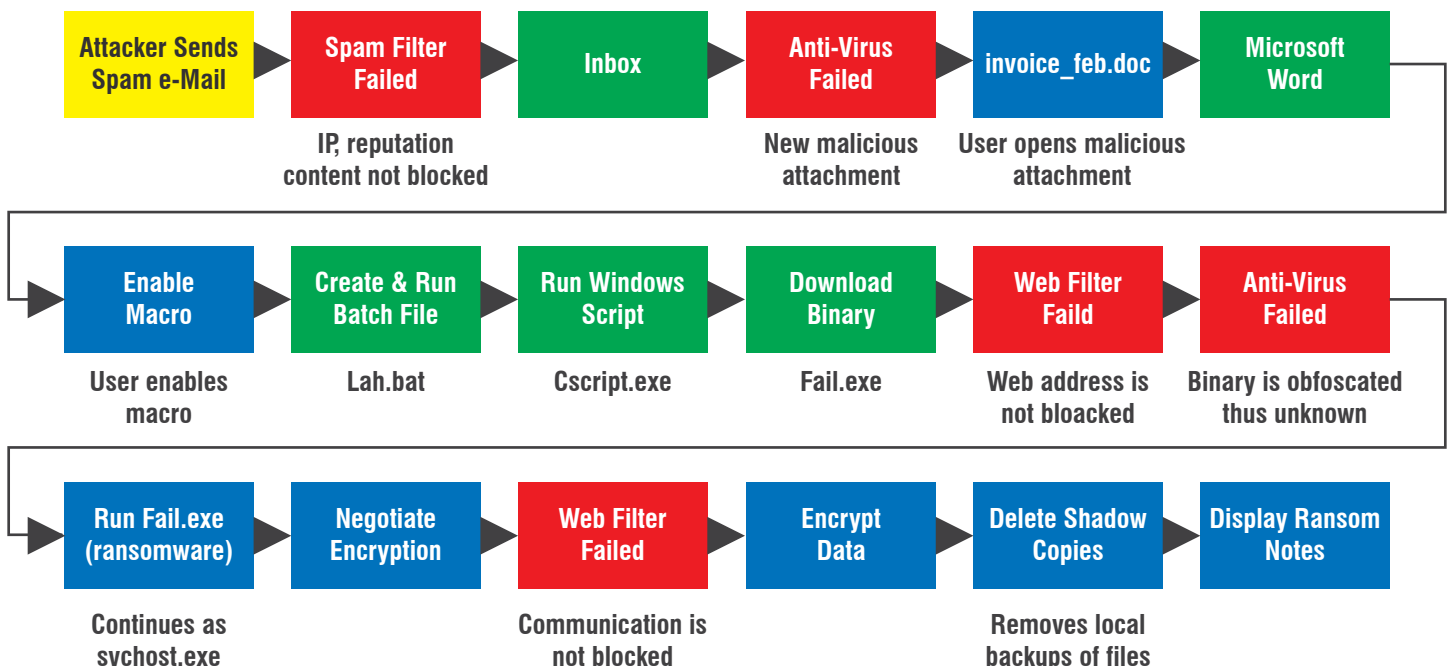 Attacker Sends
Spam e-Mail
Spam Filter
Failed
Inbox
Anti-Virus
Failed
invoice_feb.doc
Microsoft
Word
IP, reputation
content not blocked
New malicious
attachment
User opens malicious
attachment
Enable
Macro
Create & Run
Batch File
Run Windows
Script
Download
Binary
Web Filter
Faild
Anti-Virus
Failed
User enables
macro
Lah.bat
Cscript.exe
Fail.exe
Web address is
not bloacked
Binary is obfoscated
thus unknown
Run Fail.exe
(ransomware)
Negotiate
Encryption
Web Filter
Failed
Encrypt
Data
Delete Shadow
Copies
Display Ransom
Notes
Continues as
svchost.exe
Communication is
not blocked
Removes local
backups of files